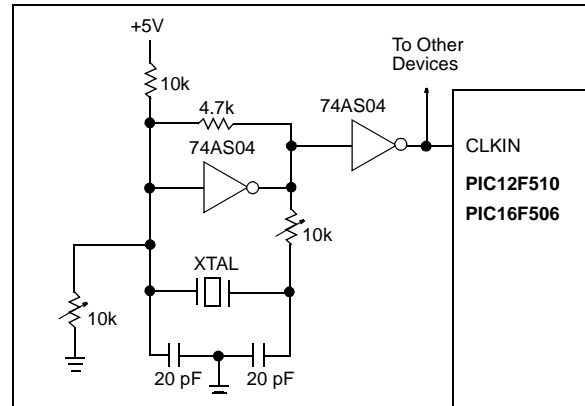 +5V
To Other
Devices
10k
4.7k
74AS04
74AS04
CLKIN
PIC12F510
PIC16F506
10k
XTAL
10k
20 pF
20 pF